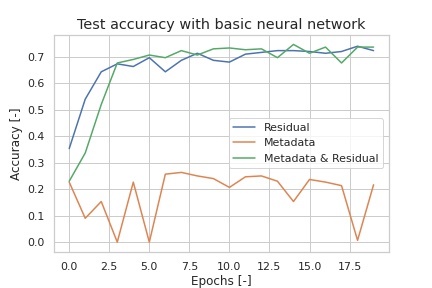 Test accuracy with basic neural network
0.7
0.6
0.5
0.4
0.3
0.2
0.1
0.0
Accuracy [-]
Residual
Metadata
Metadata & Residual
0.0 2.5 5.0 7.5 10.0 12.5 15.0 17.5
Epochs [-]